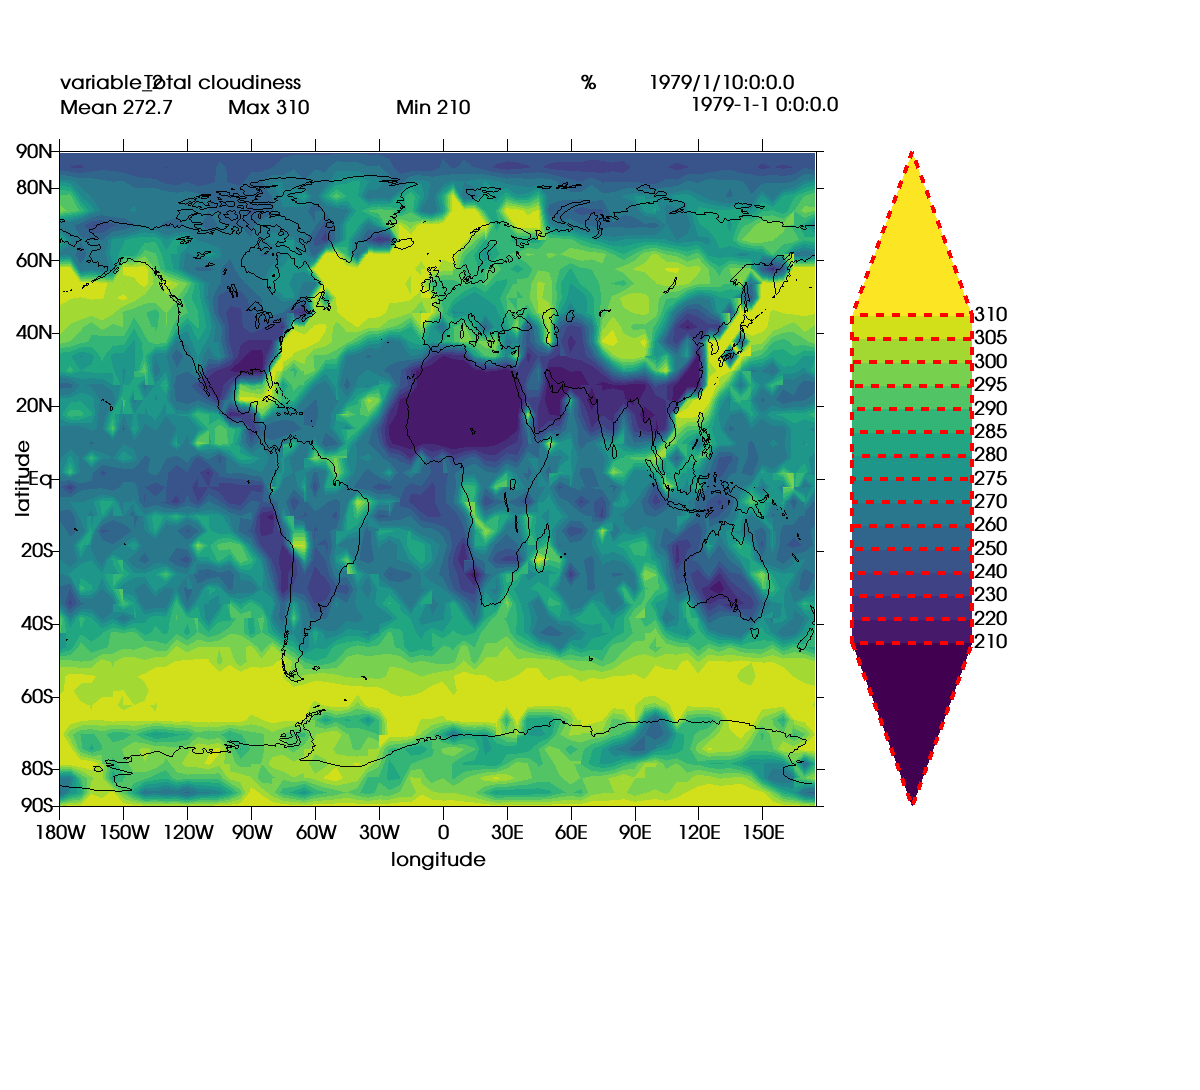 variable_2 Total cloudiness % 1979/1/10:0:0.0
Mean 272.7 Max 310 Min 210 1979-1-1 0:0:0.0
90N
80N
60N
40N
20N
Eq
20S
40S
60S
80S
90S
latitude
180W 150W 120W 90W 60W 30W 0 30E 60E 90E 120E 150E
longitude
310
305
300
295
290
285
280
275
270
260
250
240
230
220
210